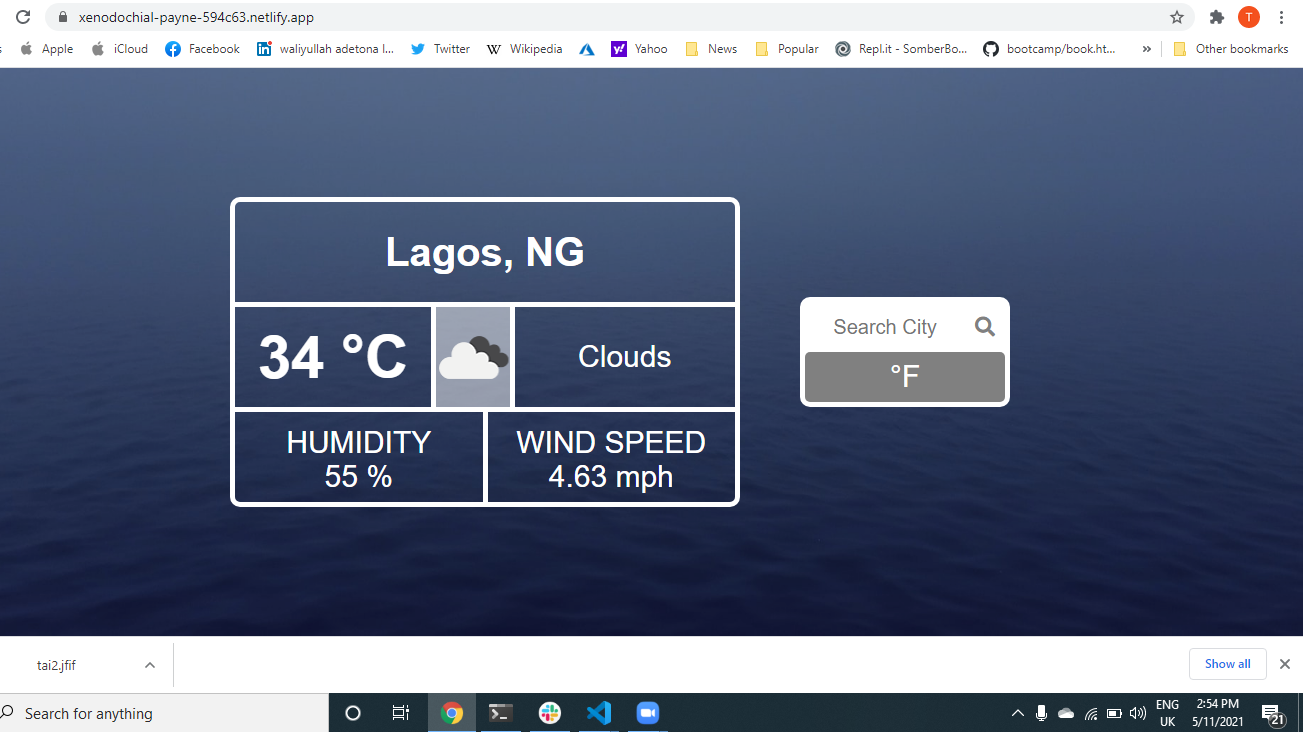 xenodochial-payne-594c63.netlify.app
T
Apple
iCloud
Facebook
waliyullah adetona l...
Twitter
Wikipedia
Yahoo
News
Popular
Repl.it - SomberBo...
bootcamp/book.ht...
»
Other bookmarks
Lagos, NG
34 °C
Clouds
HUMIDITY
55 %
WIND SPEED
4.63 mph
Search City
°F
tai2.jfif
Show all
Search for anything
ENG
UK
2:54 PM
5/11/2021
21